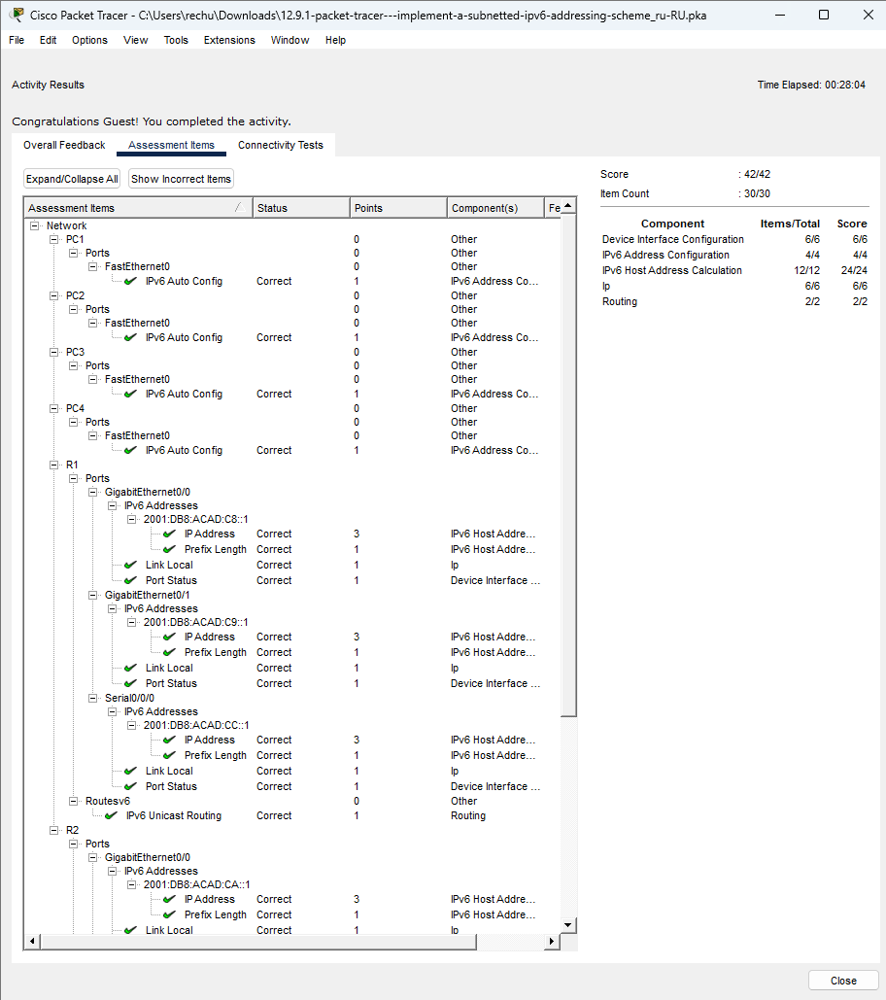 Cisco Packet Tracer - C:\Users\rechu\Downloads\12.9.1-packet-tracer---implement-a-subnetted-ipv6-addressing-scheme_ru-RU.pka
File Edit Options View Tools Extensions Window Help
Activity Results Time Elapsed: 00:28:04
Congratulations Guest! You completed the activity.
Overall Feedback Assessment Items Connectivity Tests
Expand/Collapse All Show Incorrect Items
Assessment Items Status Points Component(s) Fe
Network
PC1 0 Other
Ports 0 Other
FastEthernet0 0 Other
IPv6 Auto Config Correct 1 IPv6 Address Co...
PC2 0 Other
Ports 0 Other
FastEthernet0 0 Other
IPv6 Auto Config Correct 1 IPv6 Address Co...
PC3 0 Other
Ports 0 Other
FastEthernet0 0 Other
IPv6 Auto Config Correct 1 IPv6 Address Co...
PC4 0 Other
Ports 0 Other
FastEthernet0 0 Other
IPv6 Auto Config Correct 1 IPv6 Address Co...
R1
Ports
GigabitEthernet0/0
IPv6 Addresses
2001:DB8:ACAD:C8::1
IP Address Correct 3 IPv6 Host Addre...
Prefix Length Correct 1 IPv6 Host Addre...
Link Local Correct 1 Ip
Port Status Correct 1 Device Interface ...
GigabitEthernet0/1
IPv6 Addresses
2001:DB8:ACAD:C9::1
IP Address Correct 3 IPv6 Host Addre...
Prefix Length Correct 1 IPv6 Host Addre...
Link Local Correct 1 Ip
Port Status Correct 1 Device Interface ...
Serial0/0/0
IPv6 Addresses
2001:DB8:ACAD:CC::1
IP Address Correct 3 IPv6 Host Addre...
Prefix Length Correct 1 IPv6 Host Addre...
Link Local Correct 1 Ip
Port Status Correct 1 Device Interface ...
Routesv6 0 Other
IPv6 Unicast Routing Correct 1 Routing
R2
Ports
GigabitEthernet0/0
IPv6 Addresses
2001:DB8:ACAD:CA::1
IP Address Correct 3 IPv6 Host Addre...
Prefix Length Correct 1 IPv6 Host Addre...
Link Local Correct 1 Ip
Score : 42/42
Item Count : 30/30
Component Items/Total Score
Device Interface Configuration 6/6 6/6
IPv6 Address Configuration 4/4 4/4
IPv6 Host Address Calculation 12/12 24/24
Ip 6/6 6/6
Routing 2/2 2/2
Close